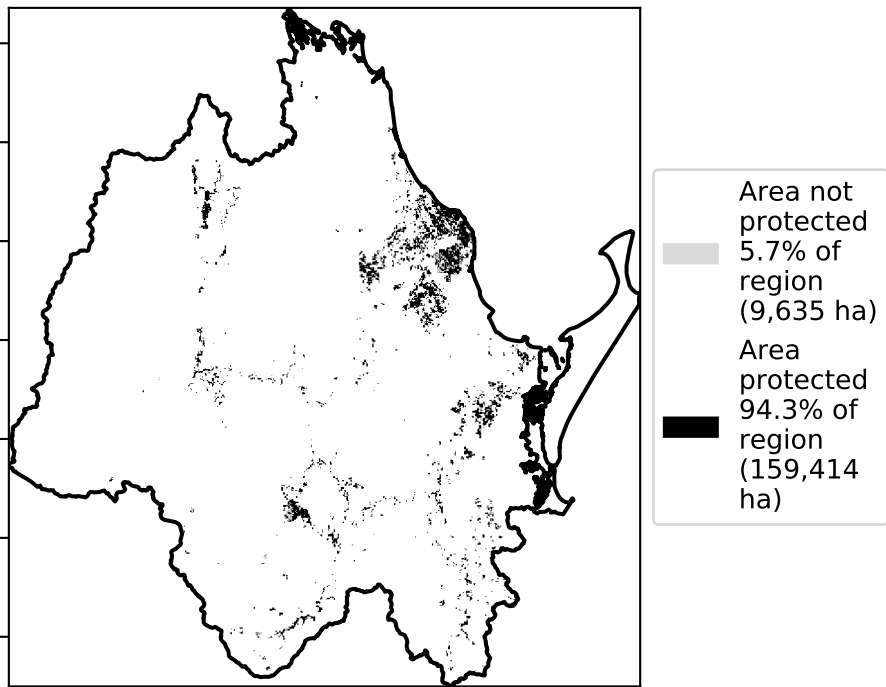 Area not
protected
5.7% of
region
(9,635 ha)
Area
protected
94.3% of
region
(159,414
ha)